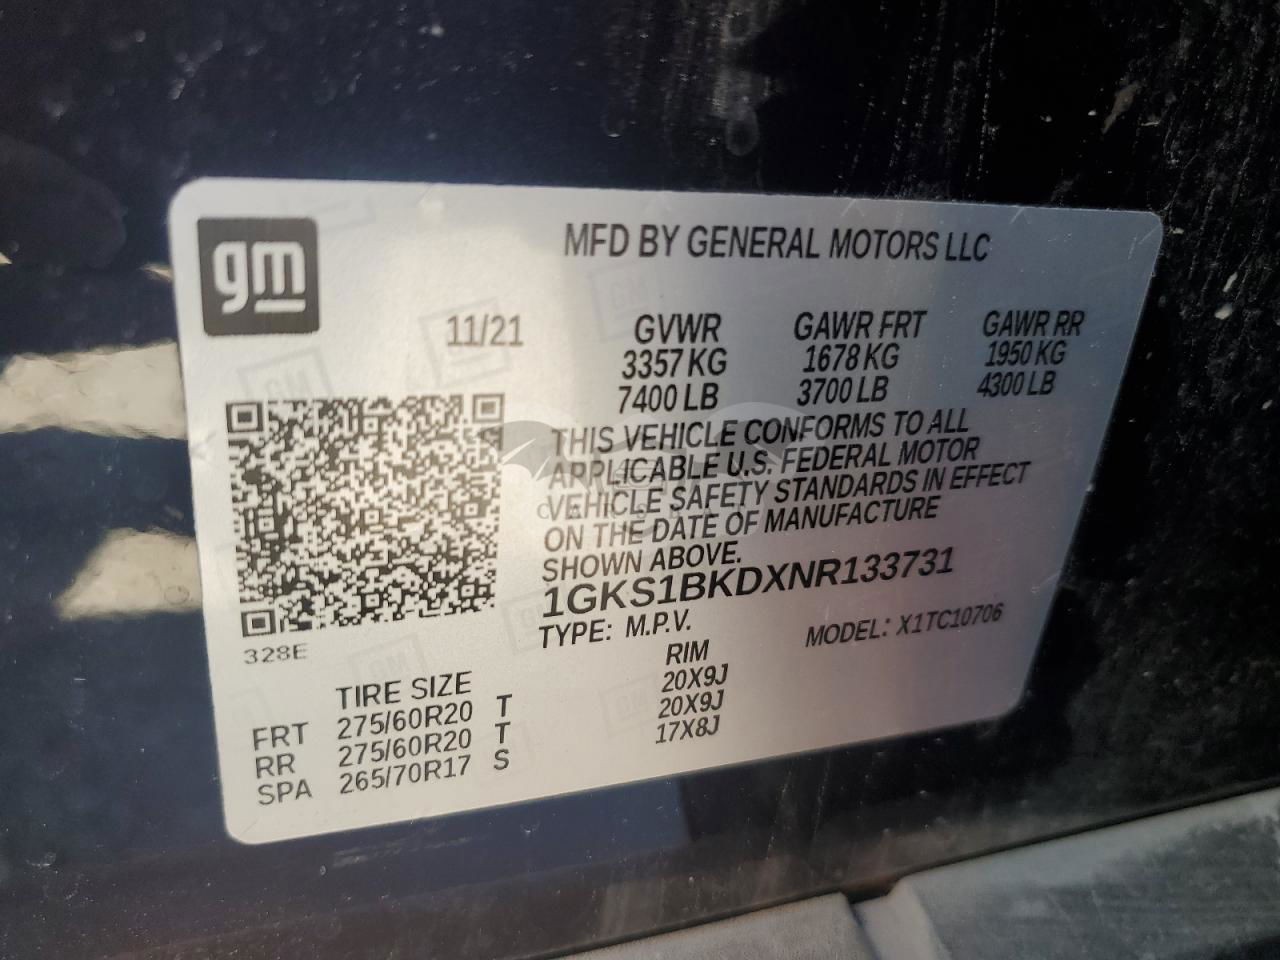 gm
MFD BY GENERAL MOTORS LLC
11/21
GVWR GAWR FRT GAWR RR
3357 KG 1678 KG 1950 KG
7400 LB 3700 LB 4300 LB
THIS VEHICLE CONFORMS TO ALL
APPLICABLE U.S. FEDERAL MOTOR
VEHICLE SAFETY STANDARDS IN EFFECT
ON THE DATE OF MANUFACTURE
SHOWN ABOVE.
1GKS1BKDXNR133731
TYPE: M.P.V. MODEL: X1TC10706
328E
TIRE SIZE RIM
FRT 275/60R20 T 20X9J
RR 275/60R20 T 20X9J
SPA 265/70R17 S 17X8J